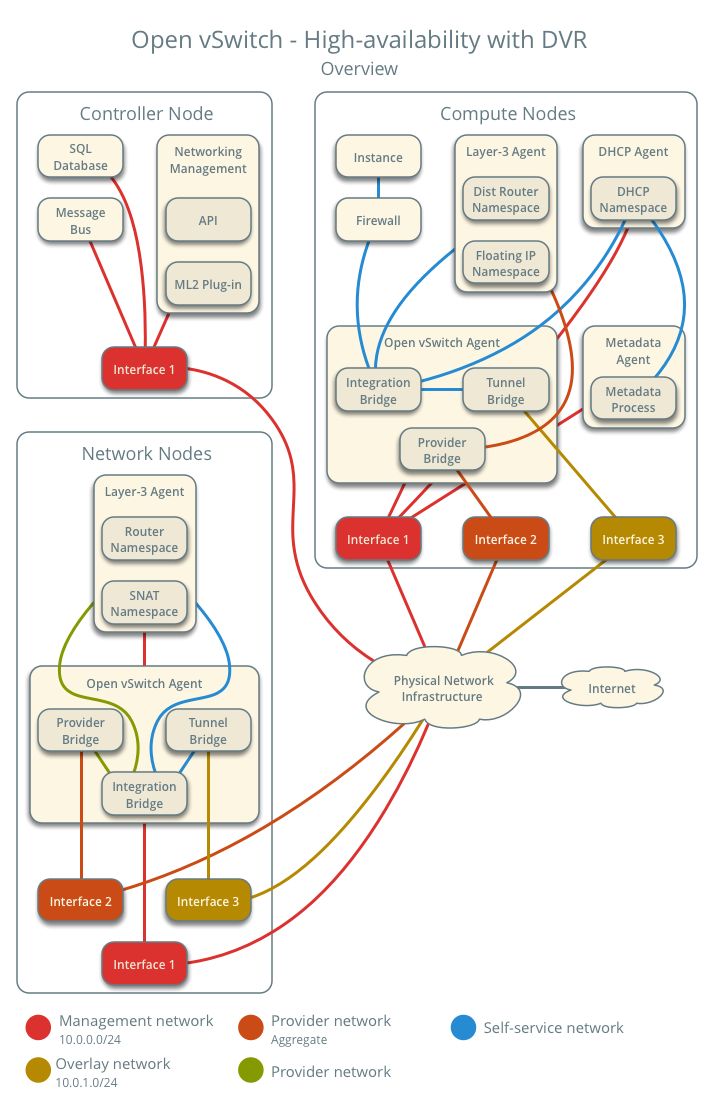 Open vSwitch - High-availability with DVR
Overview
Controller Node
SQL
Database
Networking
Management
Message
Bus
API
ML2 Plug-in
Interface 1
Compute Nodes
Instance
Layer-3 Agent
DHCP Agent
Dist Router
Namespace
DHCP
Namespace
Firewall
Floating IP
Namespace
Open vSwitch Agent
Metadata
Agent
Integration
Bridge
Tunnel
Bridge
Metadata
Process
Provider
Bridge
Interface 1
Interface 2
Interface 3
Network Nodes
Layer-3 Agent
Router
Namespace
SNAT
Namespace
Open vSwitch Agent
Provider
Bridge
Tunnel
Bridge
Integration
Bridge
Interface 2
Interface 3
Interface 1
Physical Network
Infrastructure
Internet
Management network
10.0.0.0/24
Provider network
Aggregate
Self-service network
Overlay network
10.0.1.0/24
Provider network